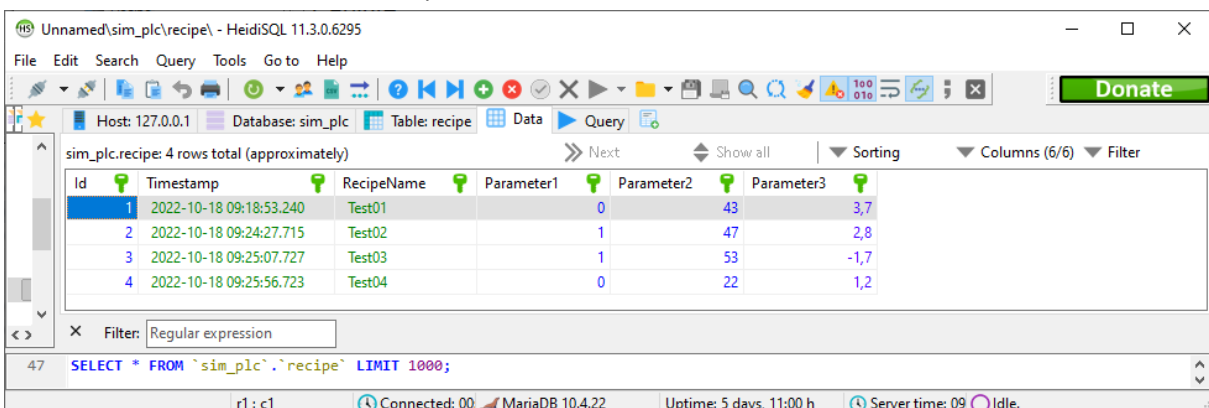 HS Unnamed\sim_plc\recipe\ - HeidiSQL 11.3.0.6295
File Edit Search Query Tools Go to Help
Donate
Host: 127.0.0.1 Database: sim_plc Table: recipe Data Query
sim_plc.recipe: 4 rows total (approximately) Next Show all Sorting Columns (6/6) Filter
Id Timestamp RecipeName Parameter1 Parameter2 Parameter3
1 2022-10-18 09:18:53.240 Test01 0 43 3,7
2 2022-10-18 09:24:27.715 Test02 1 47 2,8
3 2022-10-18 09:25:07.727 Test03 1 53 -1,7
4 2022-10-18 09:25:56.723 Test04 0 22 1,2
Filter: Regular expression
47 SELECT * FROM `sim_plc`.`recipe` LIMIT 1000;
r1 : c1 Connected: 00 MariaDB 10.4.22 Uptime: 5 days, 11:00 h Server time: 09 Idle.